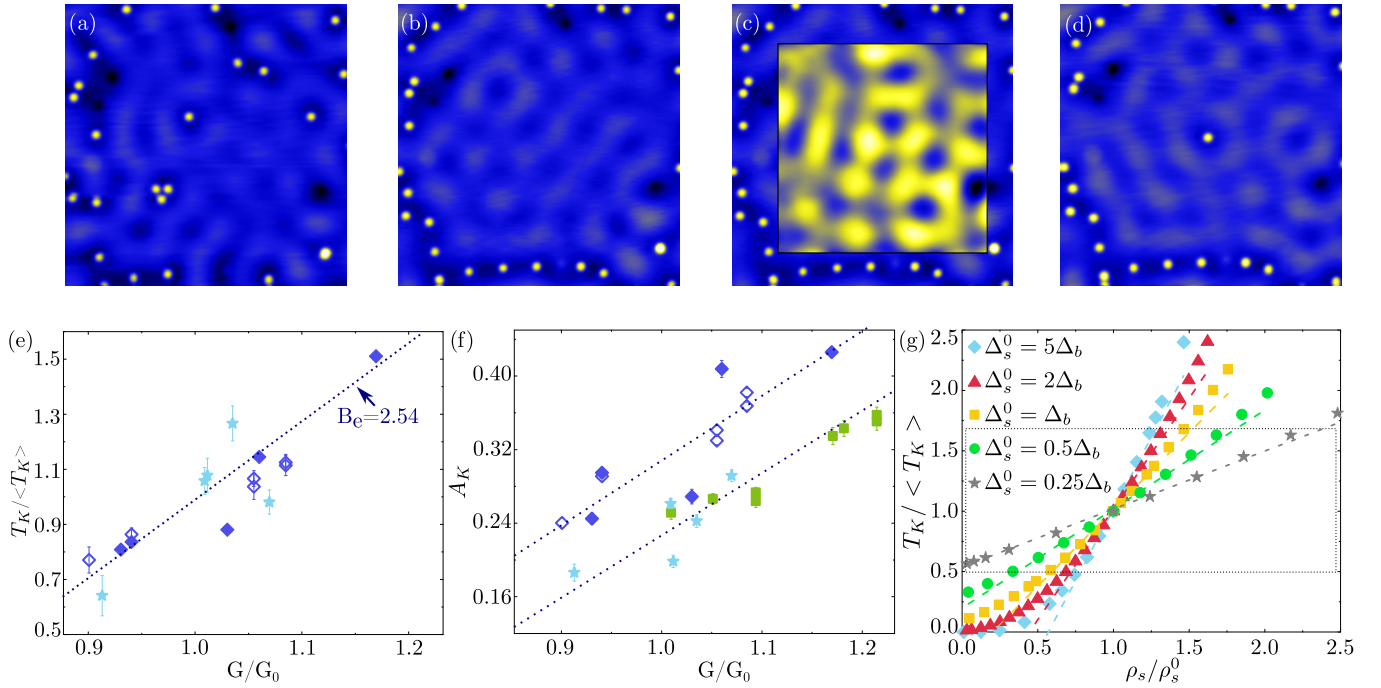 (a)
(b)
(c)
(d)
(e)
T_K/<T_K>
1.5
1.3
1.1
0.9
0.7
0.5
B_e=2.54
0.9
1.0
1.1
1.2
G/G_0
(f)
A_K
0.40
0.32
0.24
0.16
0.9
1.0
1.1
1.2
G/G_0
(g)
T_K/ < T_K >
2.5
2.0
1.5
1.0
0.5
0.0
Δ_s^0 = 5Δ_b
Δ_s^0 = 2Δ_b
Δ_s^0 = Δ_b
Δ_s^0 = 0.5Δ_b
Δ_s^0 = 0.25Δ_b
0.0
0.5
1.0
1.5
2.0
2.5
ρ_s/ρ_s^0